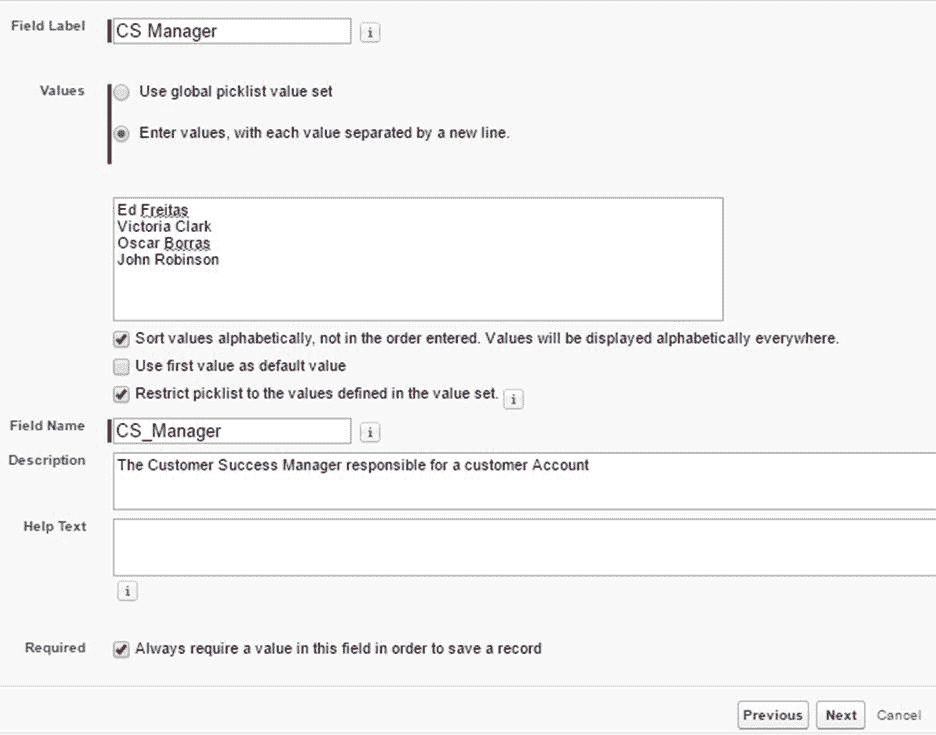 Field Label CS Manager i
Values Use global picklist value set
Enter values, with each value separated by a new line.
Ed Freitas
Victoria Clark
Oscar Borras
John Robinson
Sort values alphabetically, not in the order entered. Values will be displayed alphabetically everywhere.
Use first value as default value
Restrict picklist to the values defined in the value set. i
Field Name CS_Manager i
Description The Customer Success Manager responsible for a customer Account
Help Text
i
Required Always require a value in this field in order to save a record
Previous Next Cancel